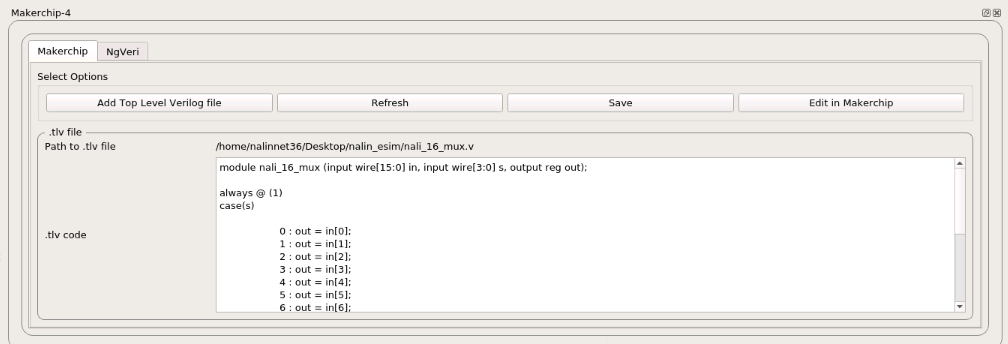 Makerchip-4
Makerchip NgVeri
Select Options
Add Top Level Verilog file Refresh Save Edit in Makerchip
.tlv file
Path to .tlv file /home/nalinnet36/Desktop/nalin_esim/nali_16_mux.v
module nali_16_mux (input wire[15:0] in, input wire[3:0] s, output reg out);
always @ (1)
case(s)
.tlv code
0 : out = in[0];
1 : out = in[1];
2 : out = in[2];
3 : out = in[3];
4 : out = in[4];
5 : out = in[5];
6 : out = in[6];